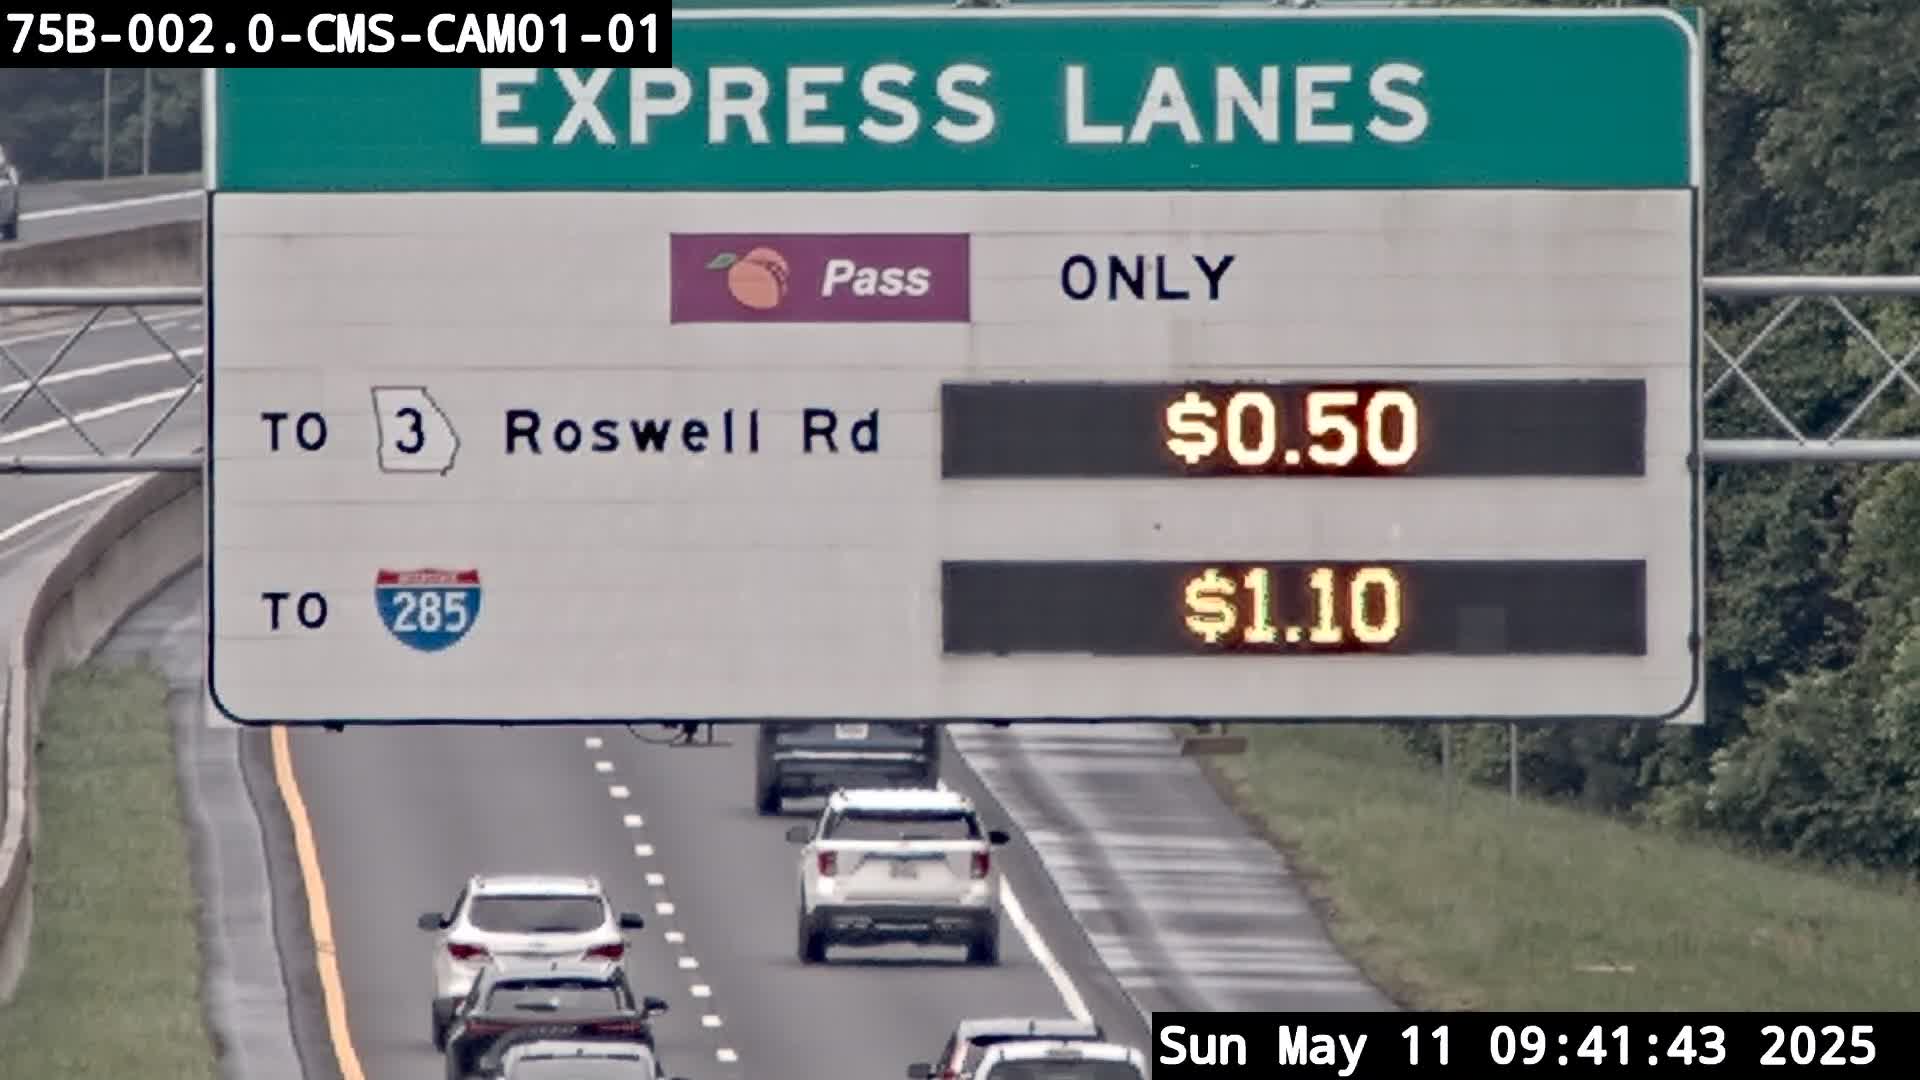 75B-002.0-CMS-CAM01-01
EXPRESS LANES
Pass ONLY
TO 3 Roswell Rd $0.50
TO 285 $1.10
Sun May 11 09:41:43 2025